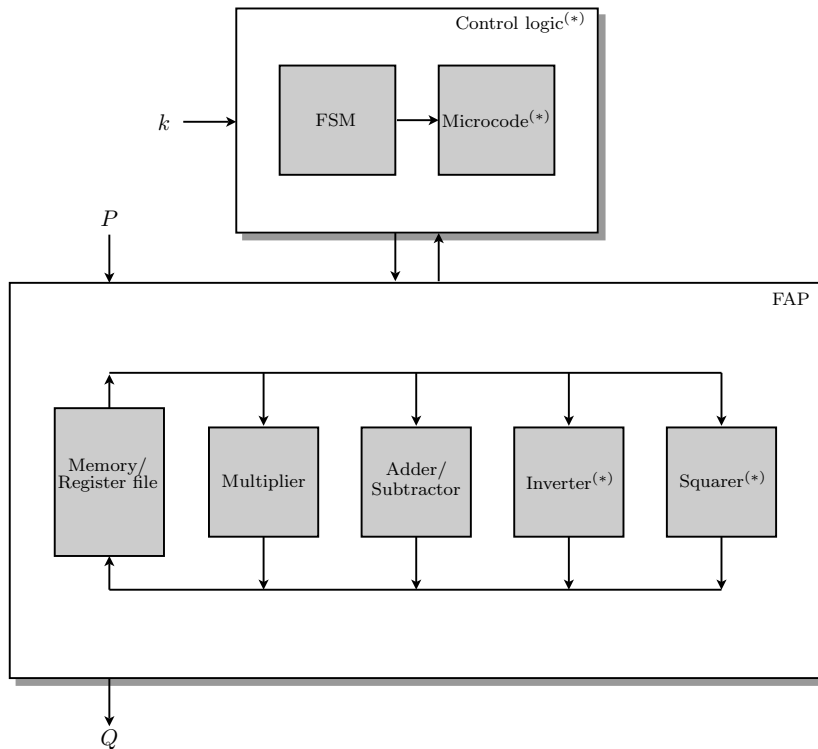 Control logic(*)
FSM
Microcode(*)
k
P
FAP
Memory/
Register file
Multiplier
Adder/
Subtractor
Inverter(*)
Squarer(*)
Q